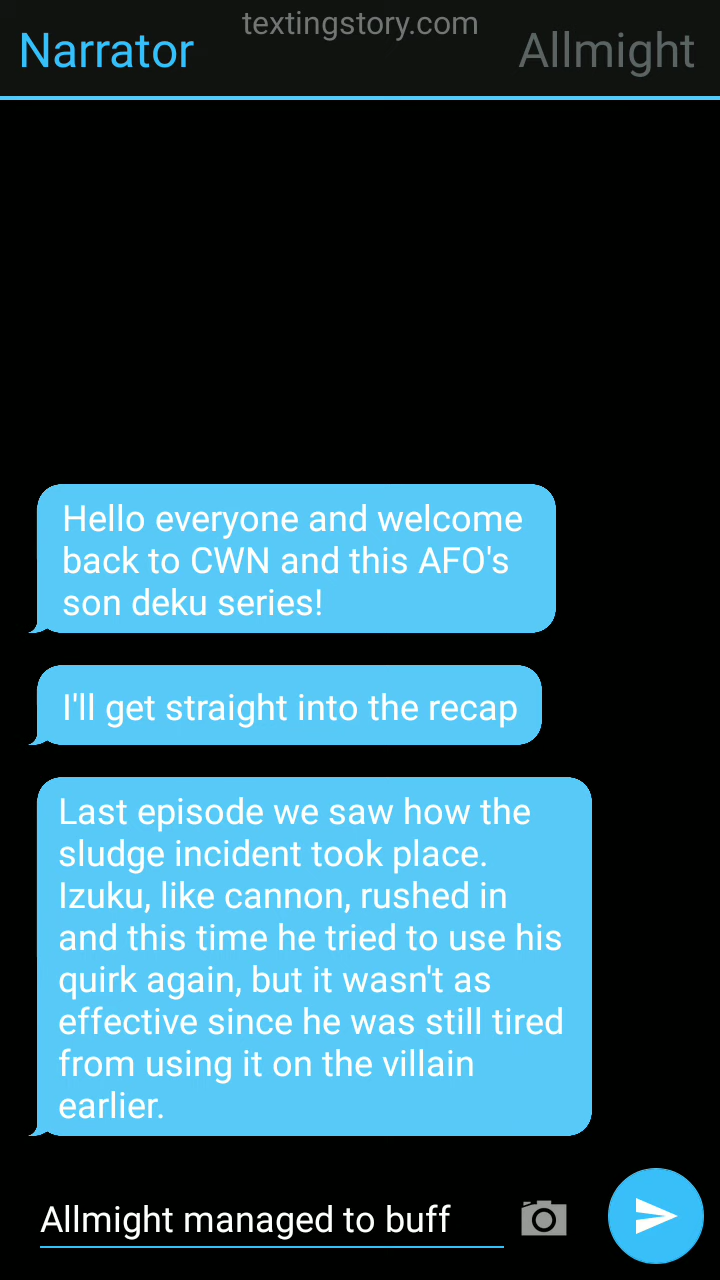 textingstory.com
Narrator
Allmight
Hello everyone and welcome
back to CWN and this AFO's
son deku series!
I'll get straight into the recap
Last episode we saw how the
sludge incident took place.
Izuku, like cannon, rushed in
and this time he tried to use his
quirk again, but it wasn't as
effective since he was still tired
from using it on the villain
earlier.
Allmight managed to buff